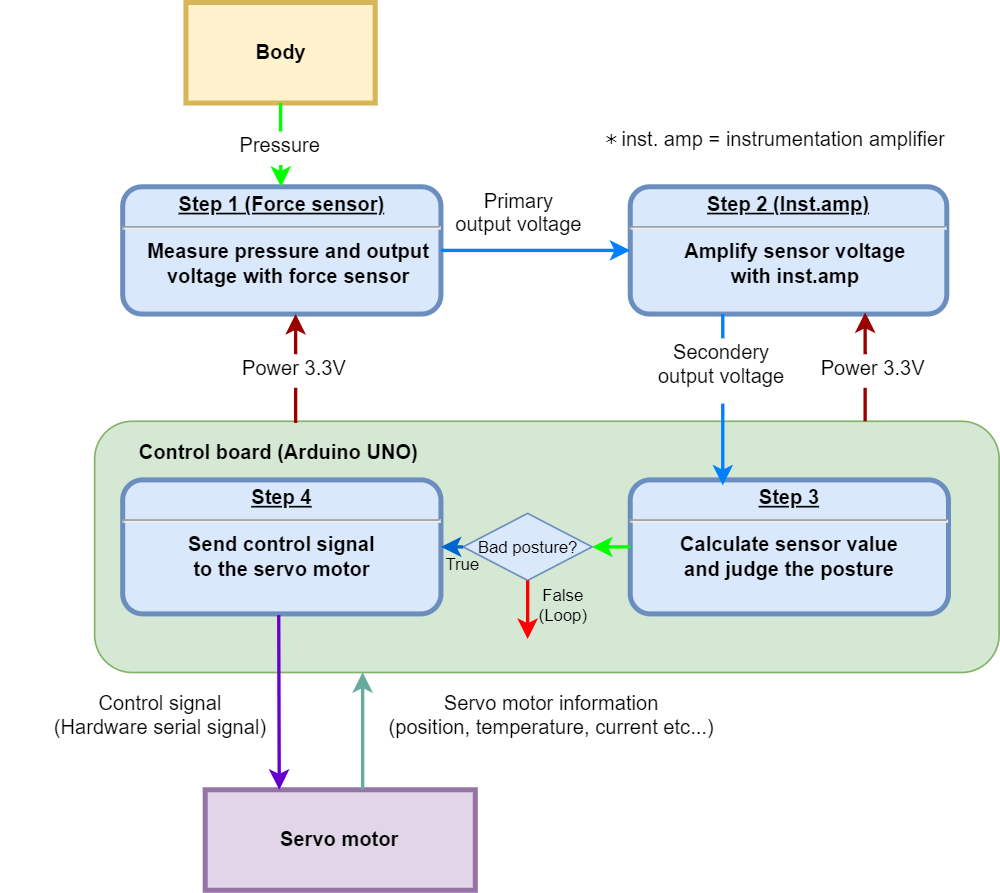 Body
Pressure
* inst. amp = instrumentation amplifier
Step 1 (Force sensor)
Measure pressure and output
voltage with force sensor
Primary
output voltage
Step 2 (Inst.amp)
Amplify sensor voltage
with inst.amp
Power 3.3V
Secondery
output voltage
Power 3.3V
Control board (Arduino UNO)
Step 4
Send control signal
to the servo motor
Bad posture?
True
False
(Loop)
Step 3
Calculate sensor value
and judge the posture
Control signal
(Hardware serial signal)
Servo motor information
(position, temperature, current etc...)
Servo motor